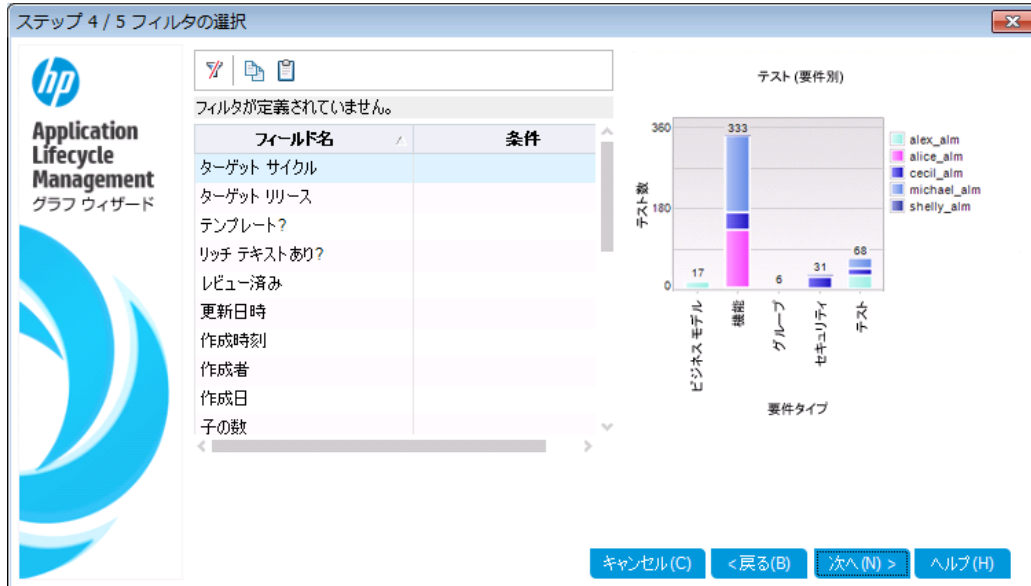 ステップ 4 / 5 フィルタの選択
hp
Application
Lifecycle
Management
グラフ ウィザード
フィルタが定義されていません。
フィールド名 条件
ターゲット サイクル
ターゲット リリース
テンプレート?
リッチ テキストあり?
レビュー済み
更新日時
作成時刻
作成者
作成日
子の数
テスト (要件別)
テスト数
360
180
0
17
333
6
31
68
ビジネス モデル
機能
グループ
セキュリティ
テスト
要件タイプ
alex_alm
alice_alm
cecil_alm
michael_alm
shelly_alm
キャンセル(C) <戻る(B) 次へ(N) > ヘルプ(H)